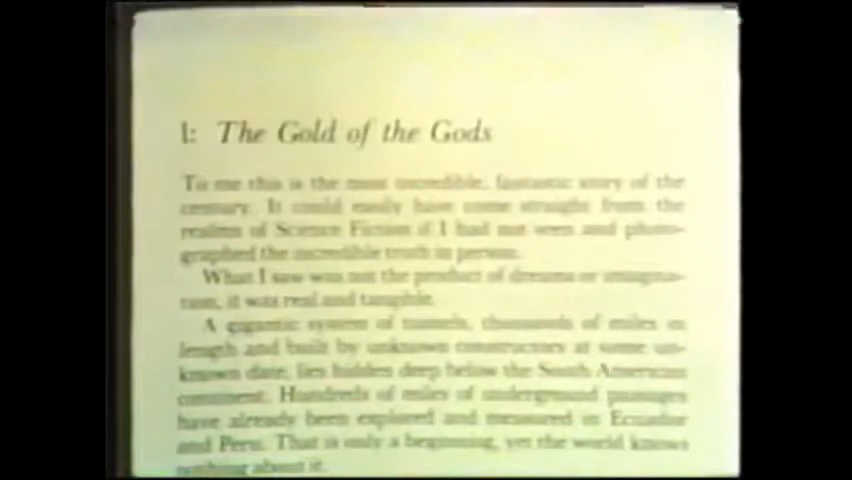 1: The Gold of the Gods
To me this is the most incredible, fantastic story of the
century. It could easily have come straight from the
realms of Science Fiction if I had not seen and photo-
graphed the incredible truth in person.
What I saw was not the product of dreams or imagina-
tion, it was real and tangible.
A gigantic system of tunnels, thousands of miles in
length and built by unknown constructors at some un-
known date, lies hidden deep below the South American
continent. Hundreds of miles of underground passages
have already been explored and measured in Ecuador
and Peru. That is only a beginning, yet the world knows
nothing about it.